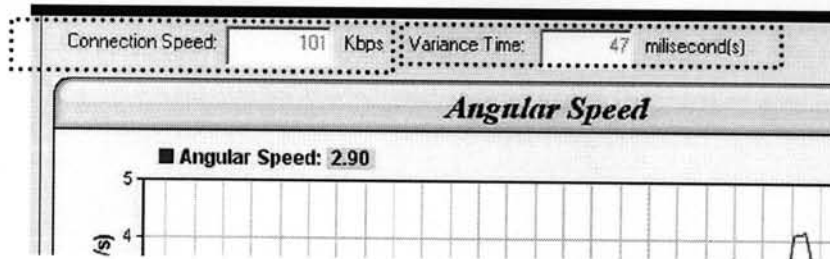 Connection Speed: 101 Kbps Variance Time: 47 milisecond(s)
Angular Speed
Angular Speed: 2.90
5
4
/s)